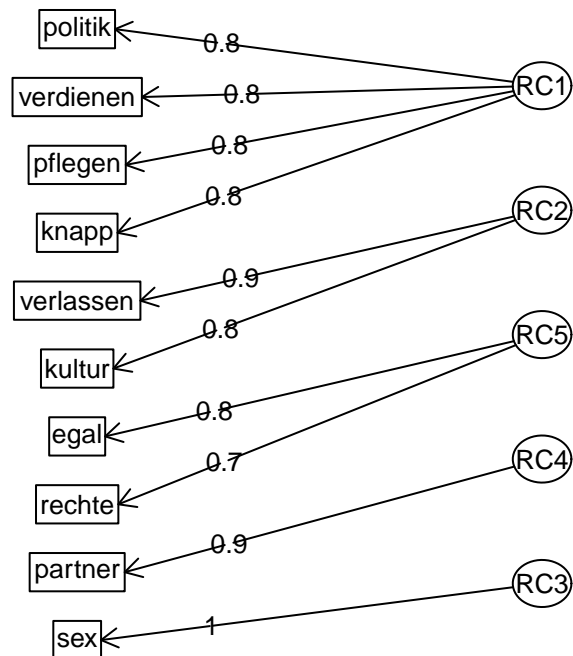 politik
verdienen
pflegen
knapp
verlassen
kultur
egal
rechte
partner
sex
0.8
0.8
0.8
0.8
0.9
0.8
0.8
0.7
0.9
1
RC1
RC2
RC5
RC4
RC3